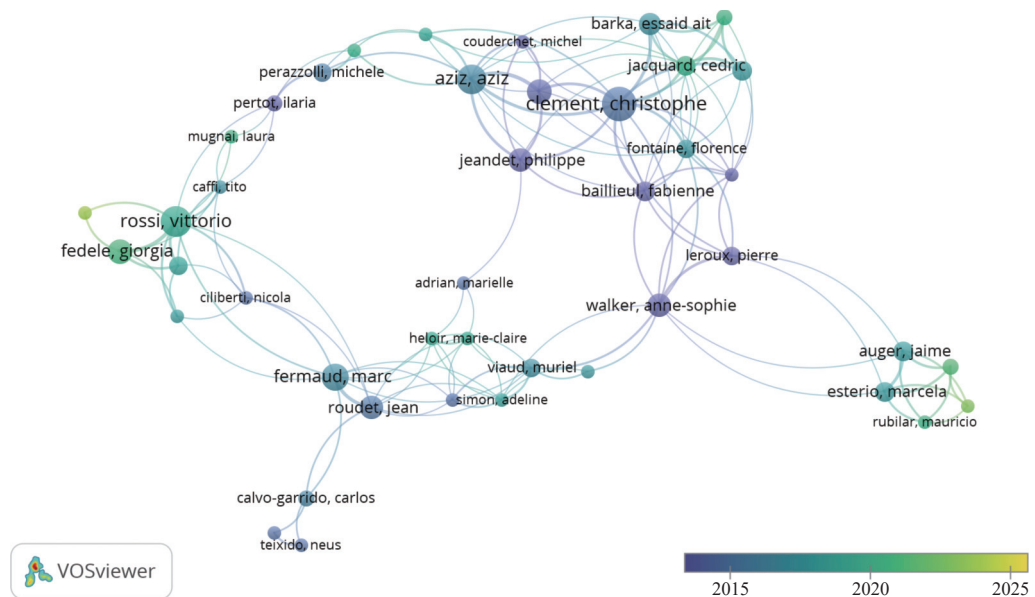 barka, essaid ait
couderchet, michel
jacquard, cedric
perazzolli, michele
aziz, aziz
pertot, ilaria
clement, christophe
mugnai, laura
fontaine, florence
jeandet, philippe
caffi, tito
baillieul, fabienne
rossi, vittorio
fedele, giorgia
leroux, pierre
adrian, marielle
ciliberti, nicola
walker, anne-sophie
heloir, marie-claire
auger, jaime
viaud, muriel
fermaud, marc
esterio, marcela
simon, adeline
roudet, jean
rubilar, mauricio
calvo-garrido, carlos
teixido, neus
VOSviewer
2015 2020 2025